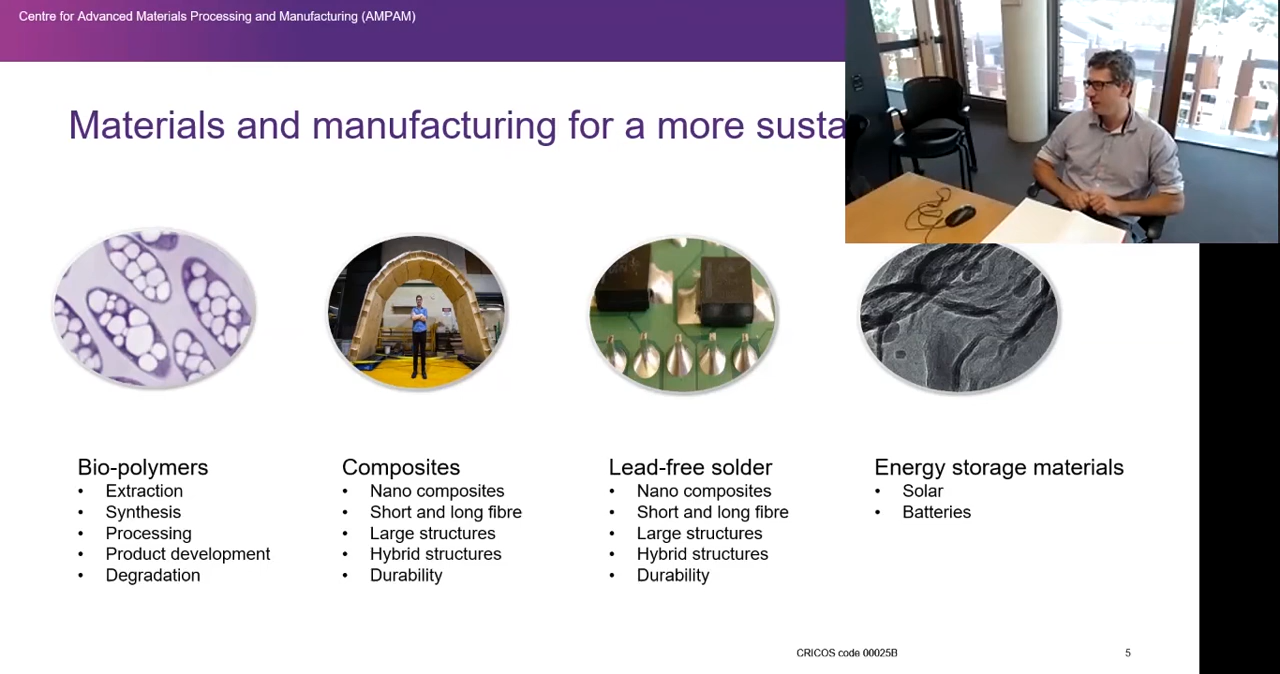 Centre for Advanced Materials Processing and Manufacturing (AMPAM)
Materials and manufacturing for a more
Bio-polymers
• Extraction
• Synthesis
• Processing
• Product development
• Degradation
Composites
• Nano composites
• Short and long fibre
• Large structures
• Hybrid structures
• Durability
Lead-free solder
• Nano composites
• Short and long fibre
• Large structures
• Hybrid structures
• Durability
Energy storage materials
• Solar
• Batteries
CRICOS code 00025B
5